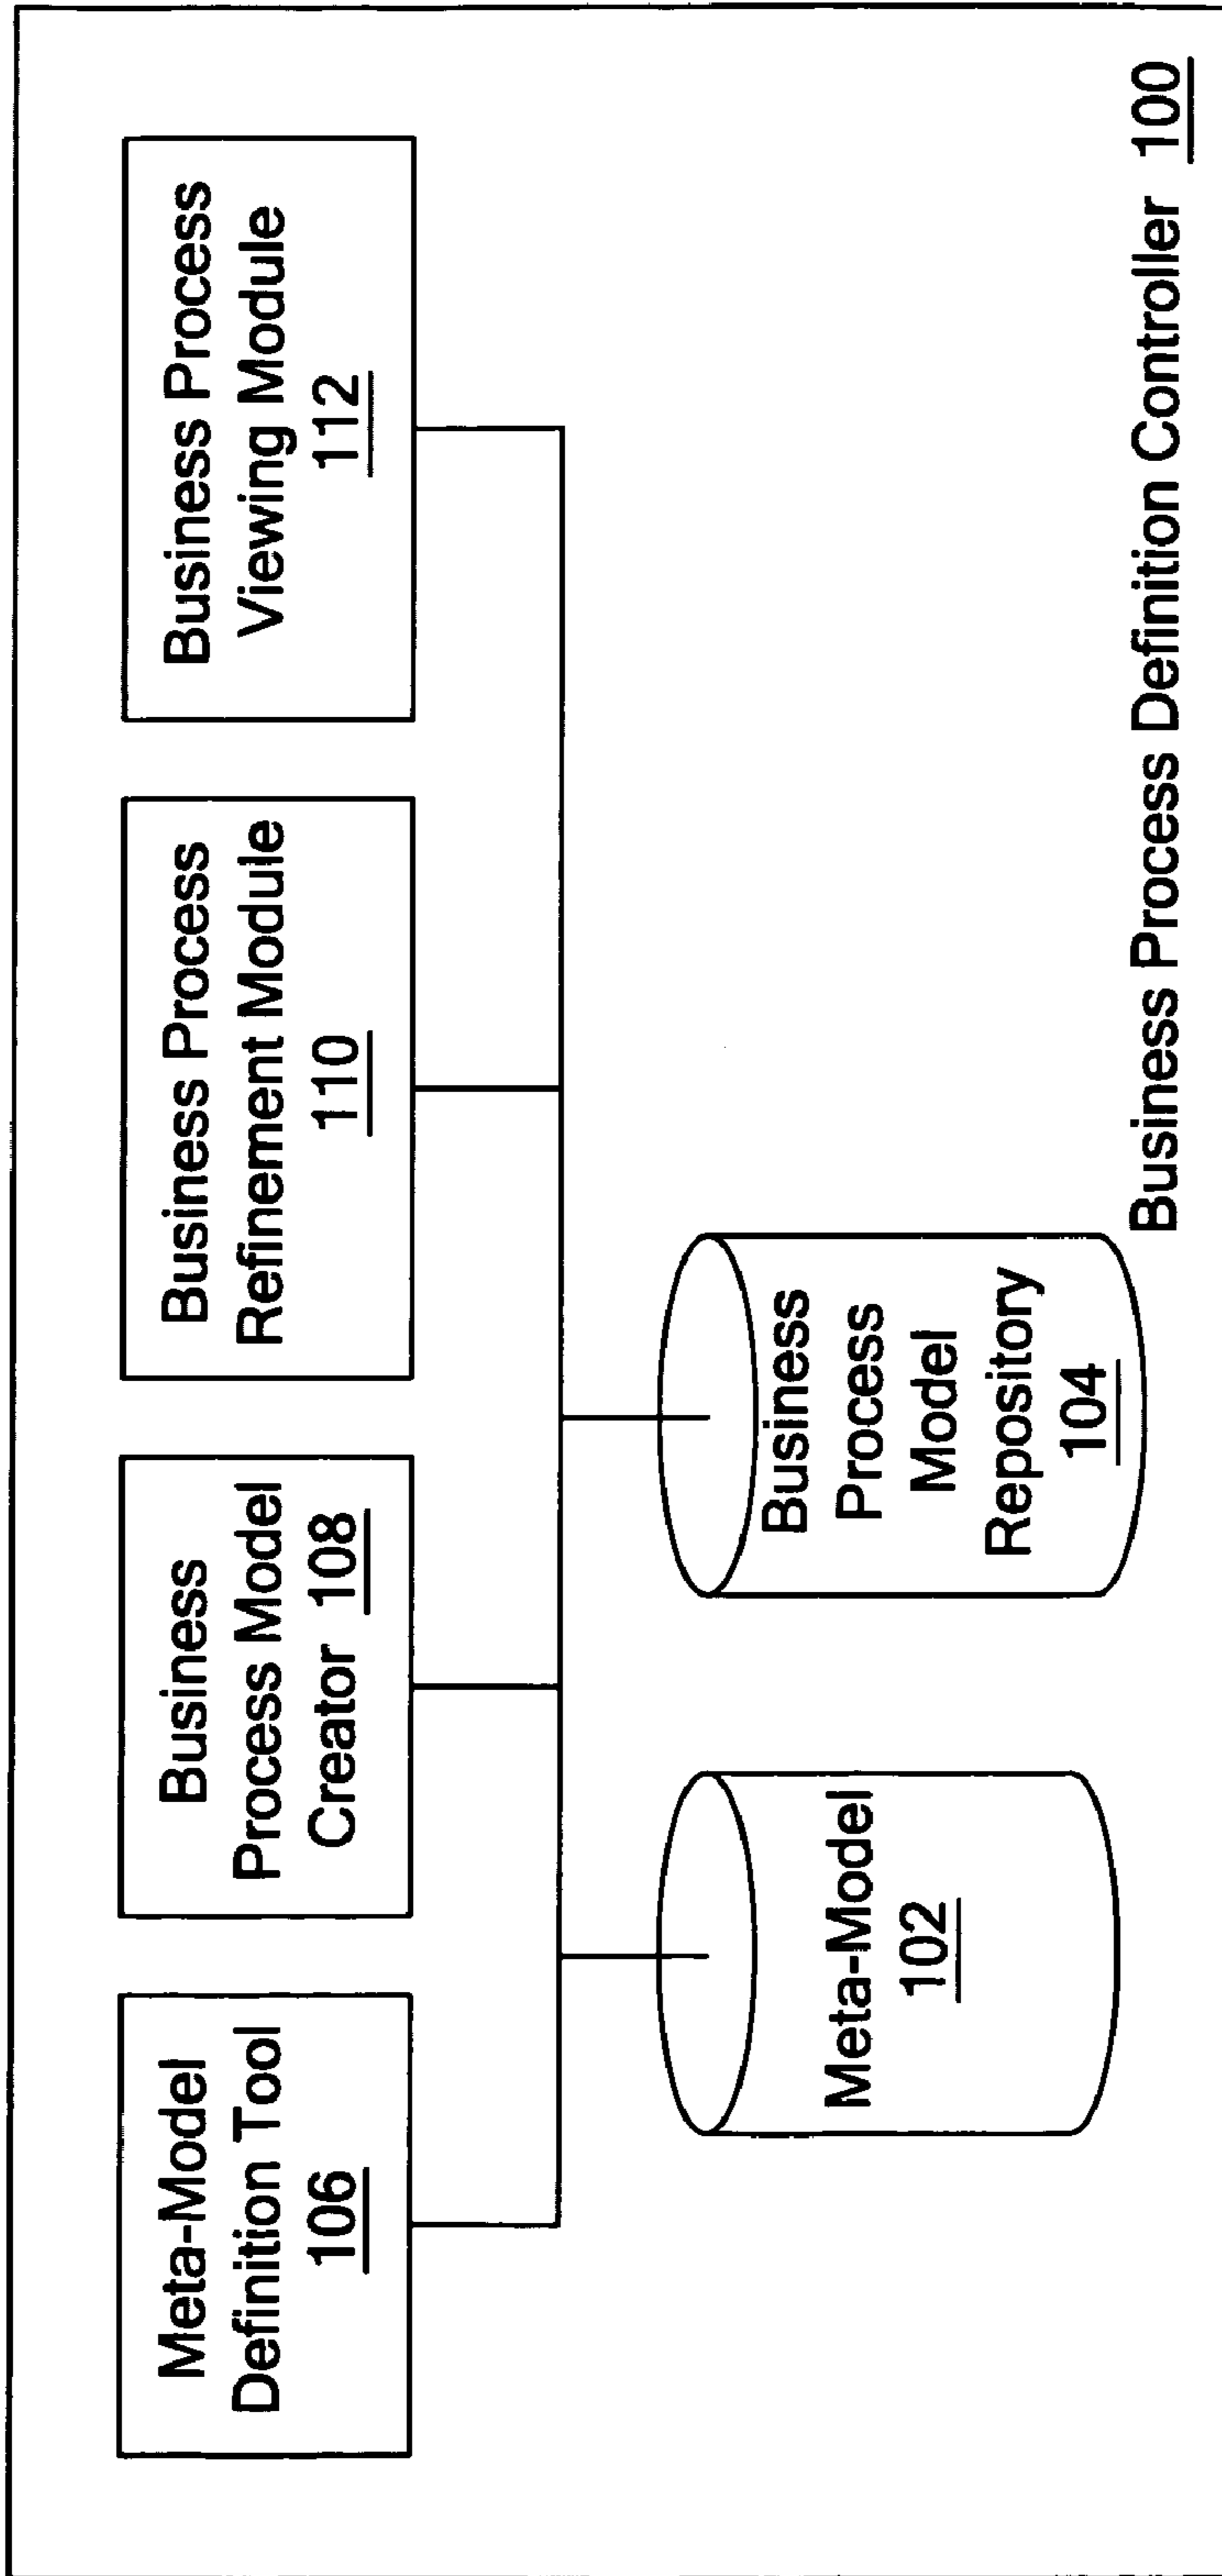 Meta-Model
Definition Tool
106
Business
Process Model
Creator 108
Business Process
Refinement Module
110
Business Process
Viewing Module
112
Meta-Model
102
Business
Process
Model
Repository
104
Business Process Definition Controller 100